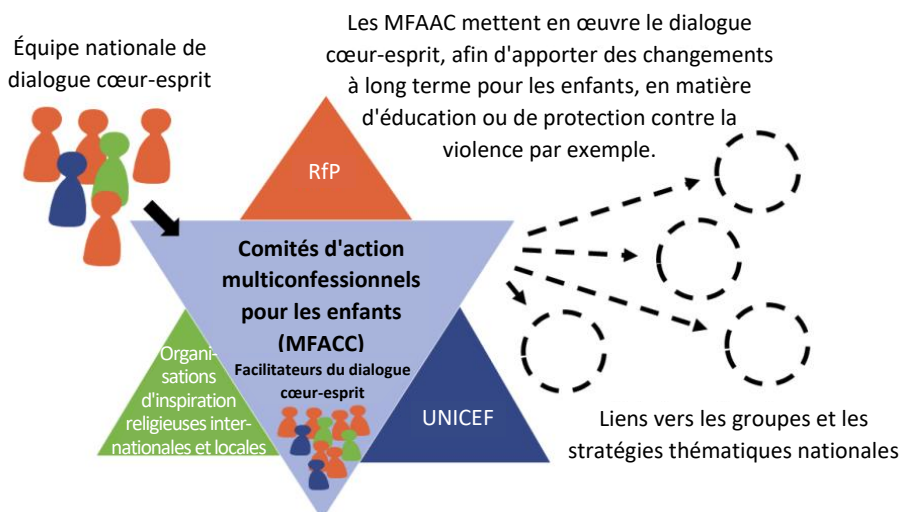 Équipe nationale de
dialogue cœur-esprit
Les MFAAC mettent en œuvre le dialogue
cœur-esprit, afin d'apporter des changements
à long terme pour les enfants, en matière
d'éducation ou de protection contre la
violence par exemple.
RfP
Comités d'action
multiconfessionnels
pour les enfants
(MFACC)
Facilitateurs du dialogue
cœur-esprit
Organi-
sations
d'inspiration
religieuses inter-
nationales et locales
UNICEF
Liens vers les groupes et les
stratégies thématiques nationales